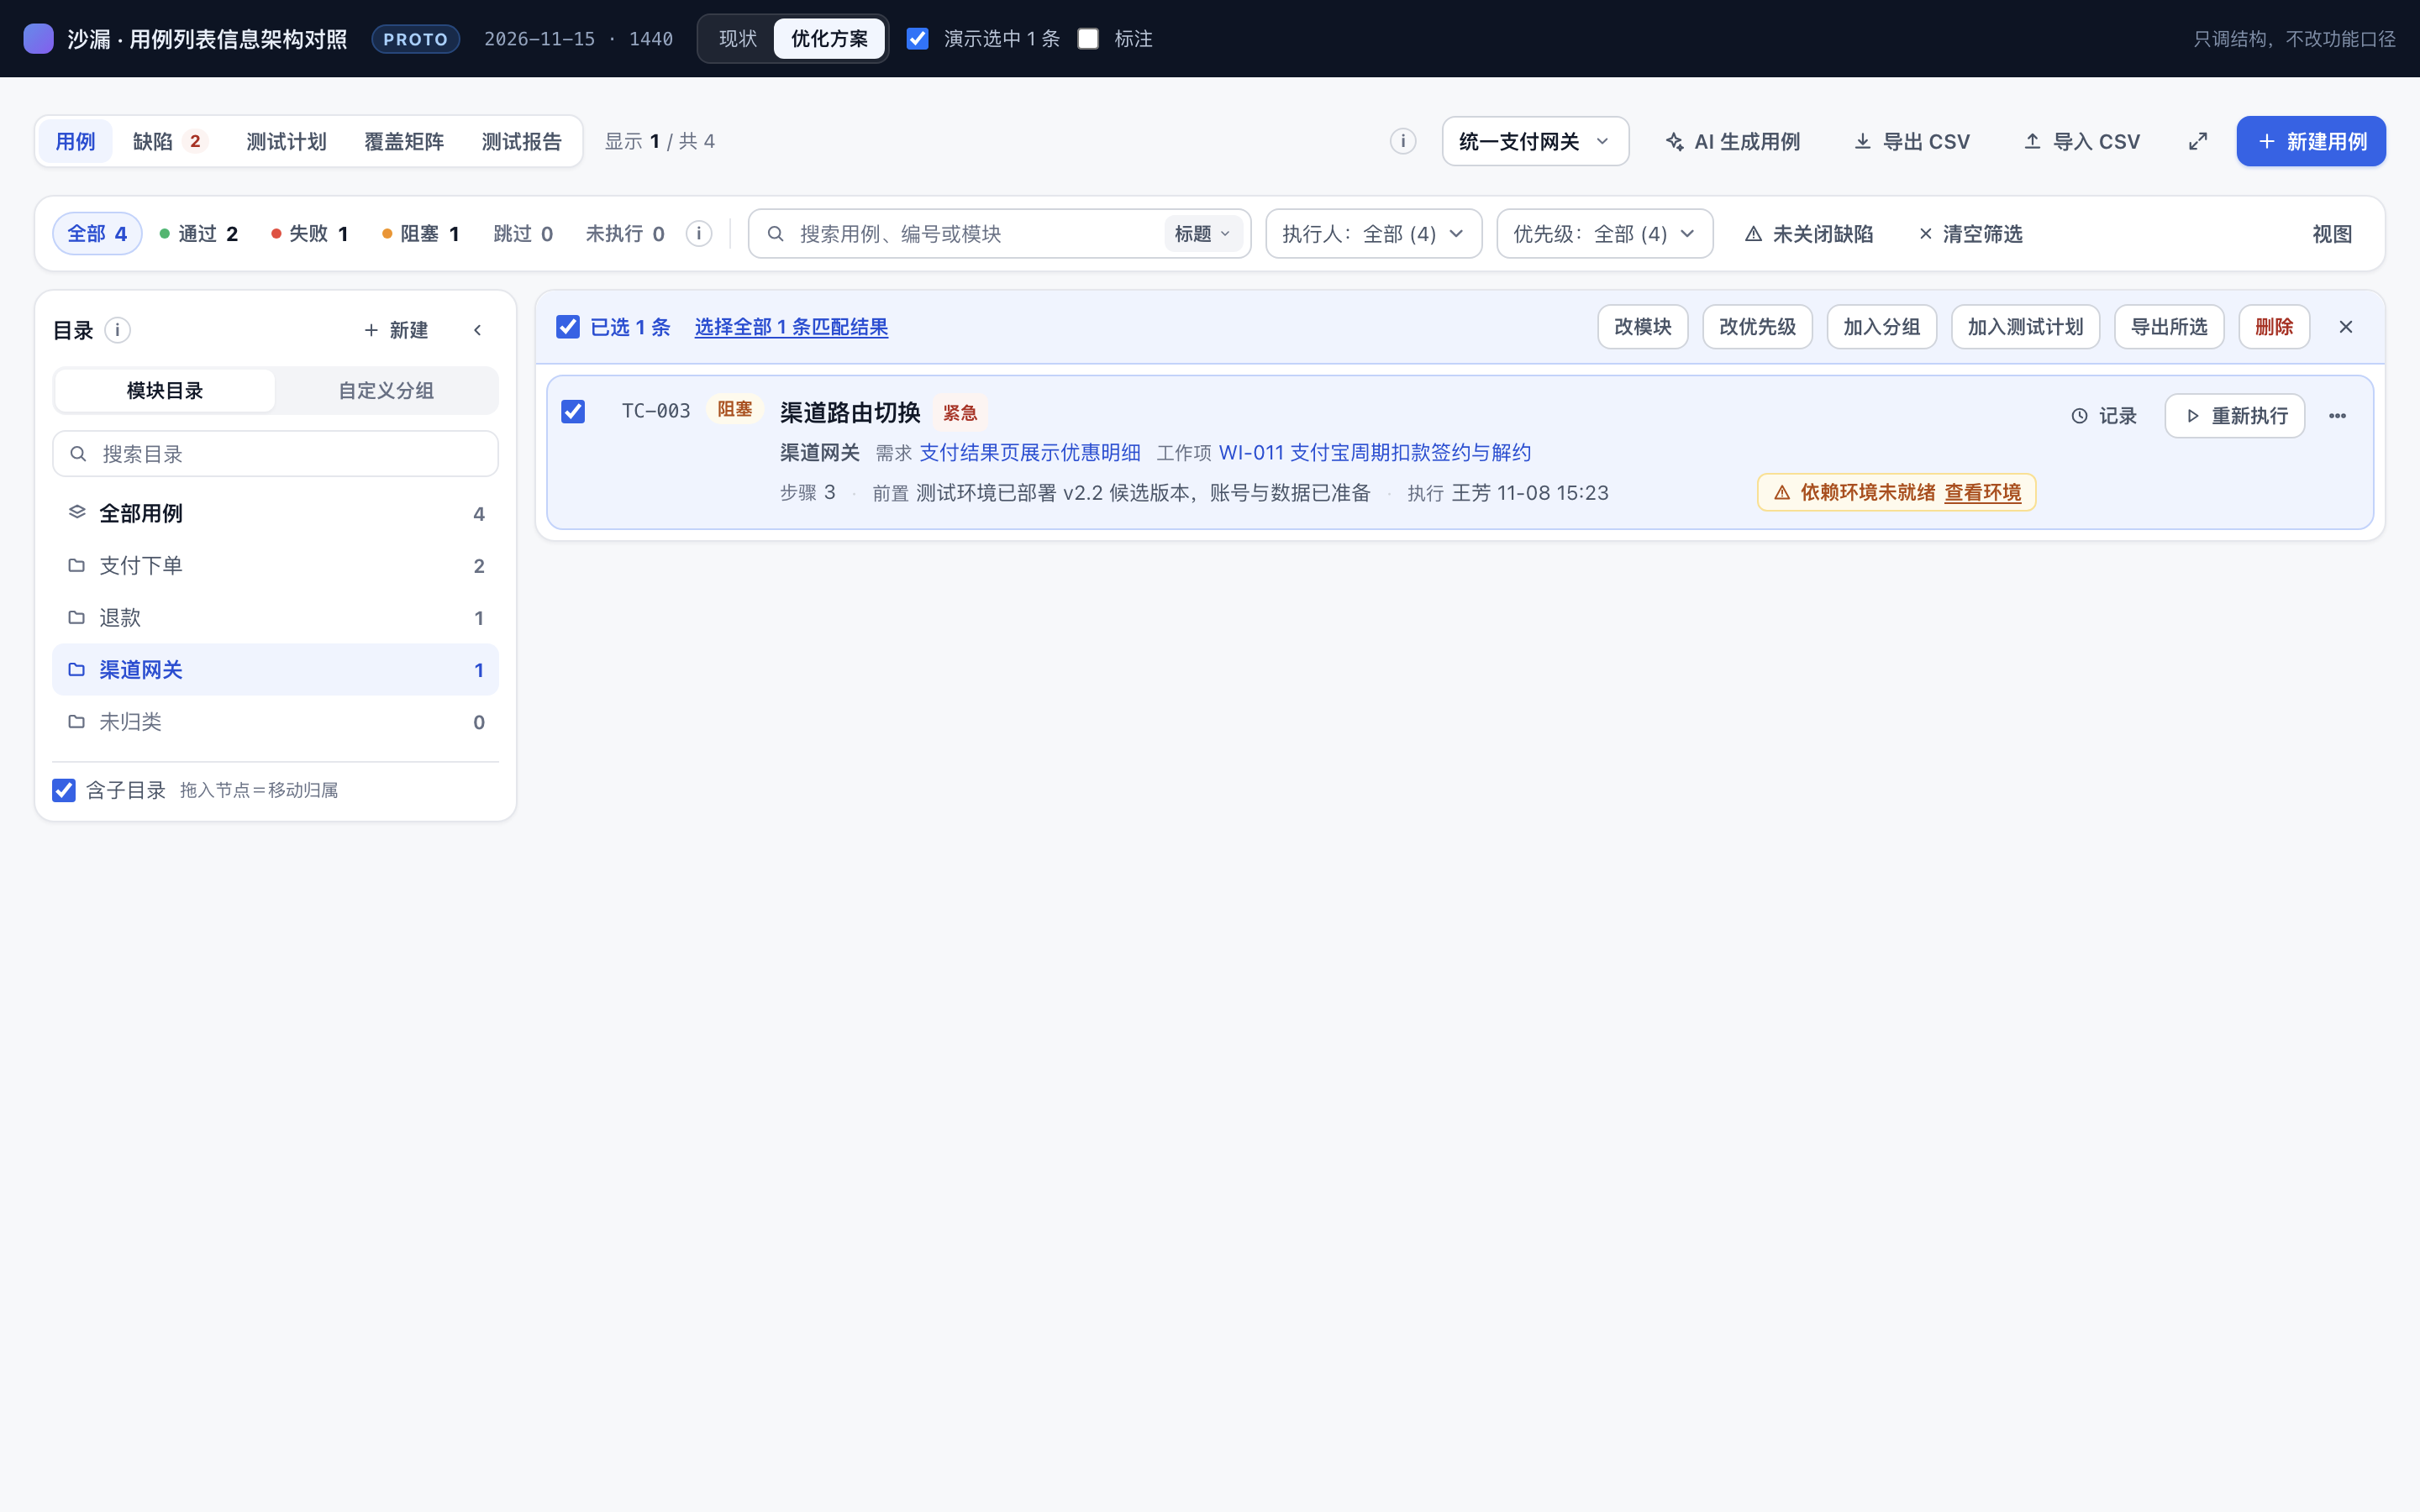 沙漏 · 用例列表信息架构对照 PROTO 2026-11-15 · 1440 现状 优化方案 演示选中 1 条 标注 只调结构，不改功能口径
用例 缺陷 2 测试计划 覆盖矩阵 测试报告 显示 1 / 共 4 i 统一支付网关 AI 生成用例 导出 CSV 导入 CSV 新建用例
全部 4 通过 2 失败 1 阻塞 1 跳过 0 未执行 0 i 搜索用例、编号或模块 标题 执行人：全部 (4) 优先级：全部 (4) 未关闭缺陷 清空筛选 视图
目录 i + 新建
模块目录 自定义分组
搜索目录
全部用例 4
支付下单 2
退款 1
渠道网关 1
未归类 0
含子目录 拖入节点＝移动归属
已选 1 条 选择全部 1 条匹配结果 改模块 改优先级 加入分组 加入测试计划 导出所选 删除
TC-003 阻塞 渠道路由切换 紧急 记录 重新执行
渠道网关 需求 支付结果页展示优惠明细 工作项 WI-011 支付宝周期扣款签约与解约
步骤 3 · 前置 测试环境已部署 v2.2 候选版本，账号与数据已准备 · 执行 王芳 11-08 15:23 依赖环境未就绪 查看环境